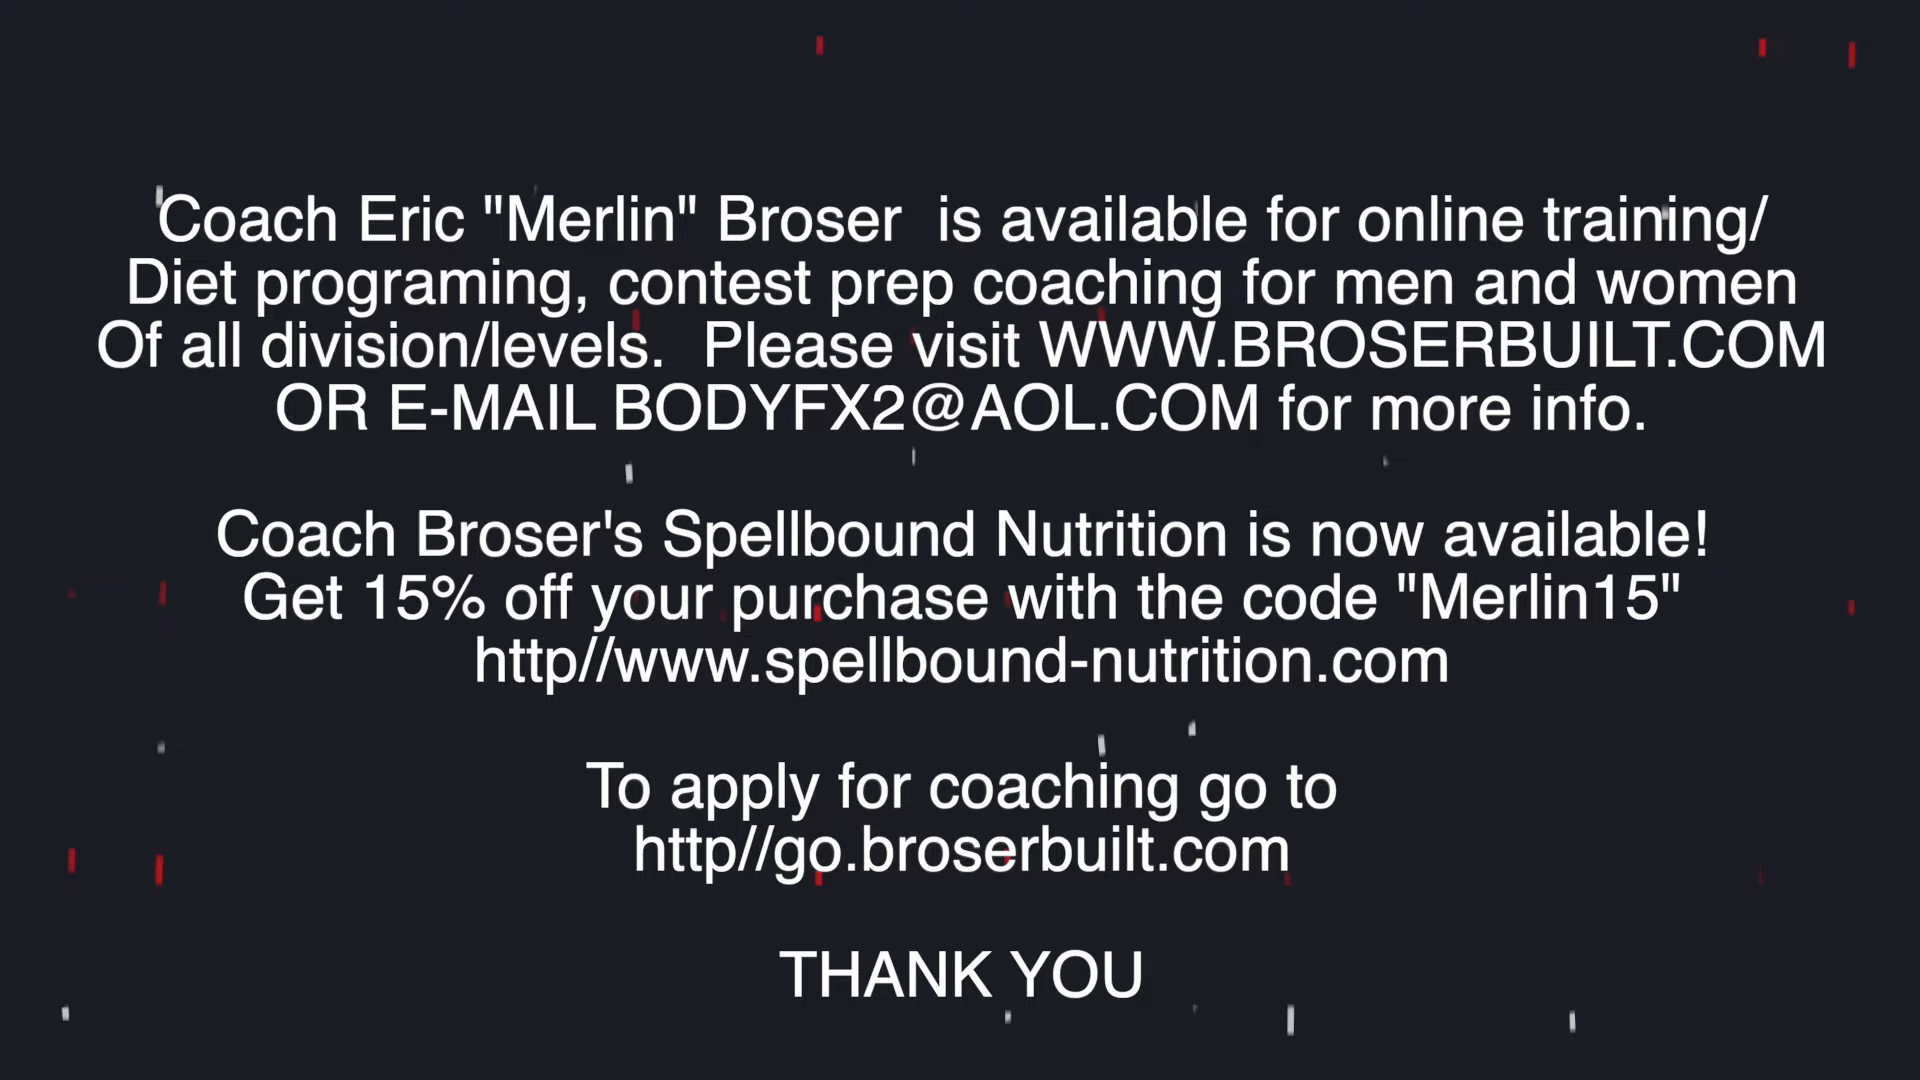 Coach Eric "Merlin" Broser  is available for online training/
Diet programing, contest prep coaching for men and women
Of all division/levels.  Please visit WWW.BROSERBUILT.COM
OR E-MAIL BODYFX2@AOL.COM for more info.
Coach Broser's Spellbound Nutrition is now available!
Get 15% off your purchase with the code "Merlin15"
http//www.spellbound-nutrition.com
To apply for coaching go to
http//go.broserbuilt.com
THANK YOU